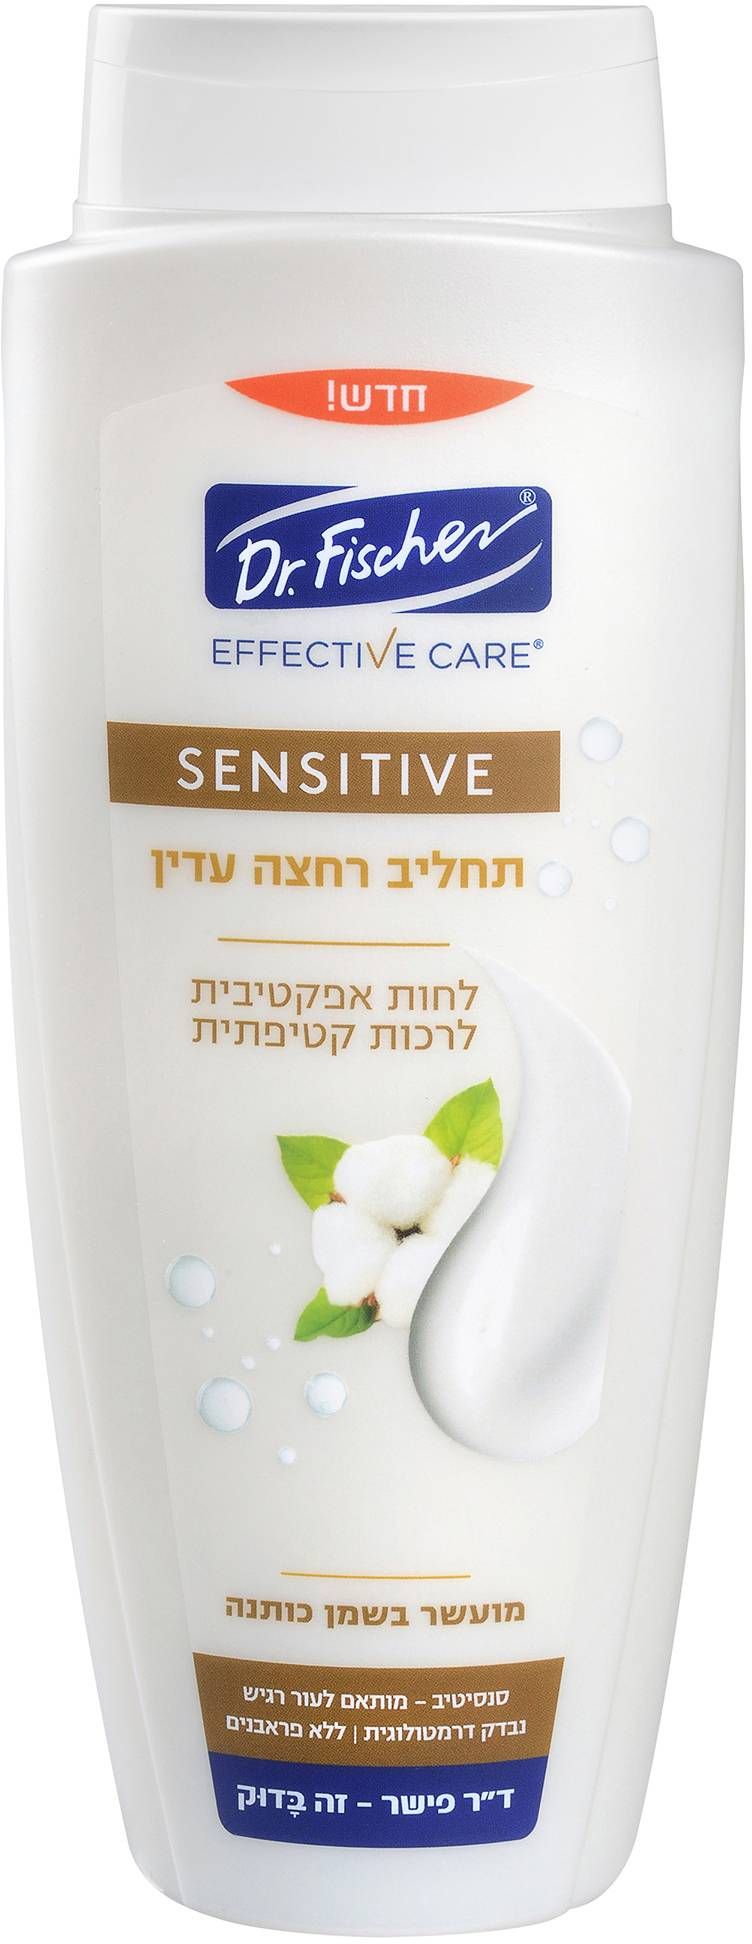 חדש!
Dr. Fischer®
EFFECTIVE CARE®
SENSITIVE
תחליב רחצה עדין
לחות אפקטיבית
לרכות קטיפתית
מועשר בשמן כותנה
סנסיטיב - מותאם לעור רגיש
נבדק דרמטולוגית | ללא פראבנים
ד"ר פישר - זה בָּדוּק